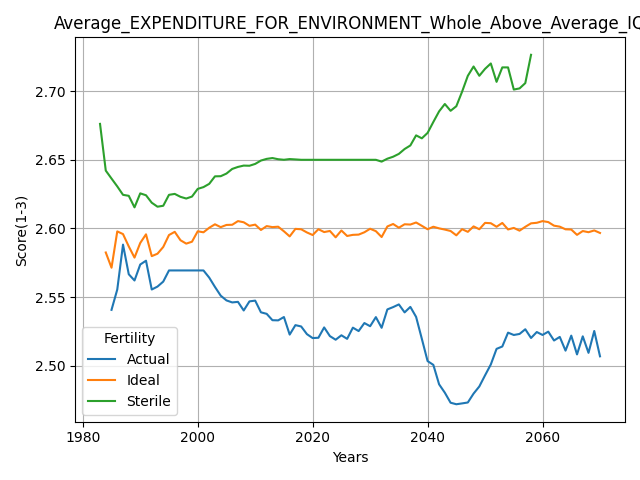 Average_EXPENDITURE_FOR_ENVIRONMENT_Whole_Above_Average_IQ
2.70
2.65
2.60
2.55
2.50
Score(1-3)
Fertility
Actual
Ideal
Sterile
1980 2000 2020 2040 2060
Years